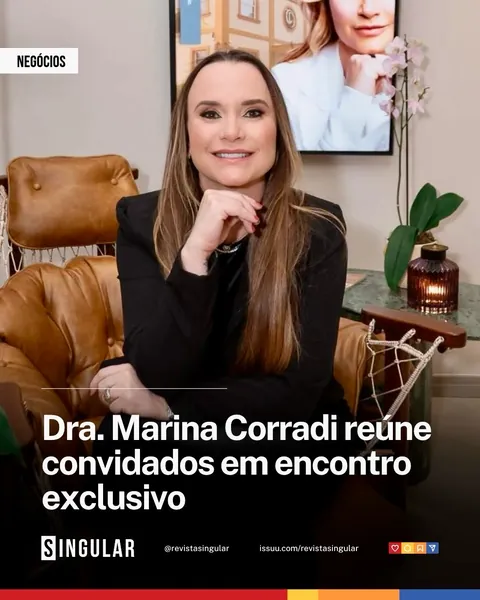 NEGÓCIOS
Dra. Marina Corradi reúne
convidados em encontro
exclusivo
SINGULAR
@revistasingular
issuu.com/revistasingular